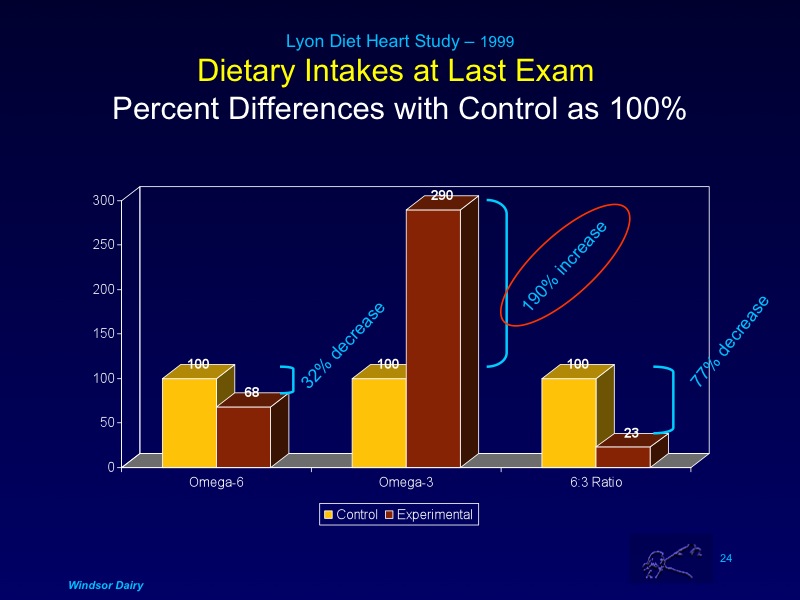 Lyon Diet Heart Study – 1999
Dietary Intakes at Last Exam
Percent Differences with Control as 100%
300
250
200
150
100
50
0
100
68
32% decrease
100
290
190% increase
100
23
77% decrease
Omega-6
Omega-3
6:3 Ratio
Control
Experimental
24
Windsor Dairy